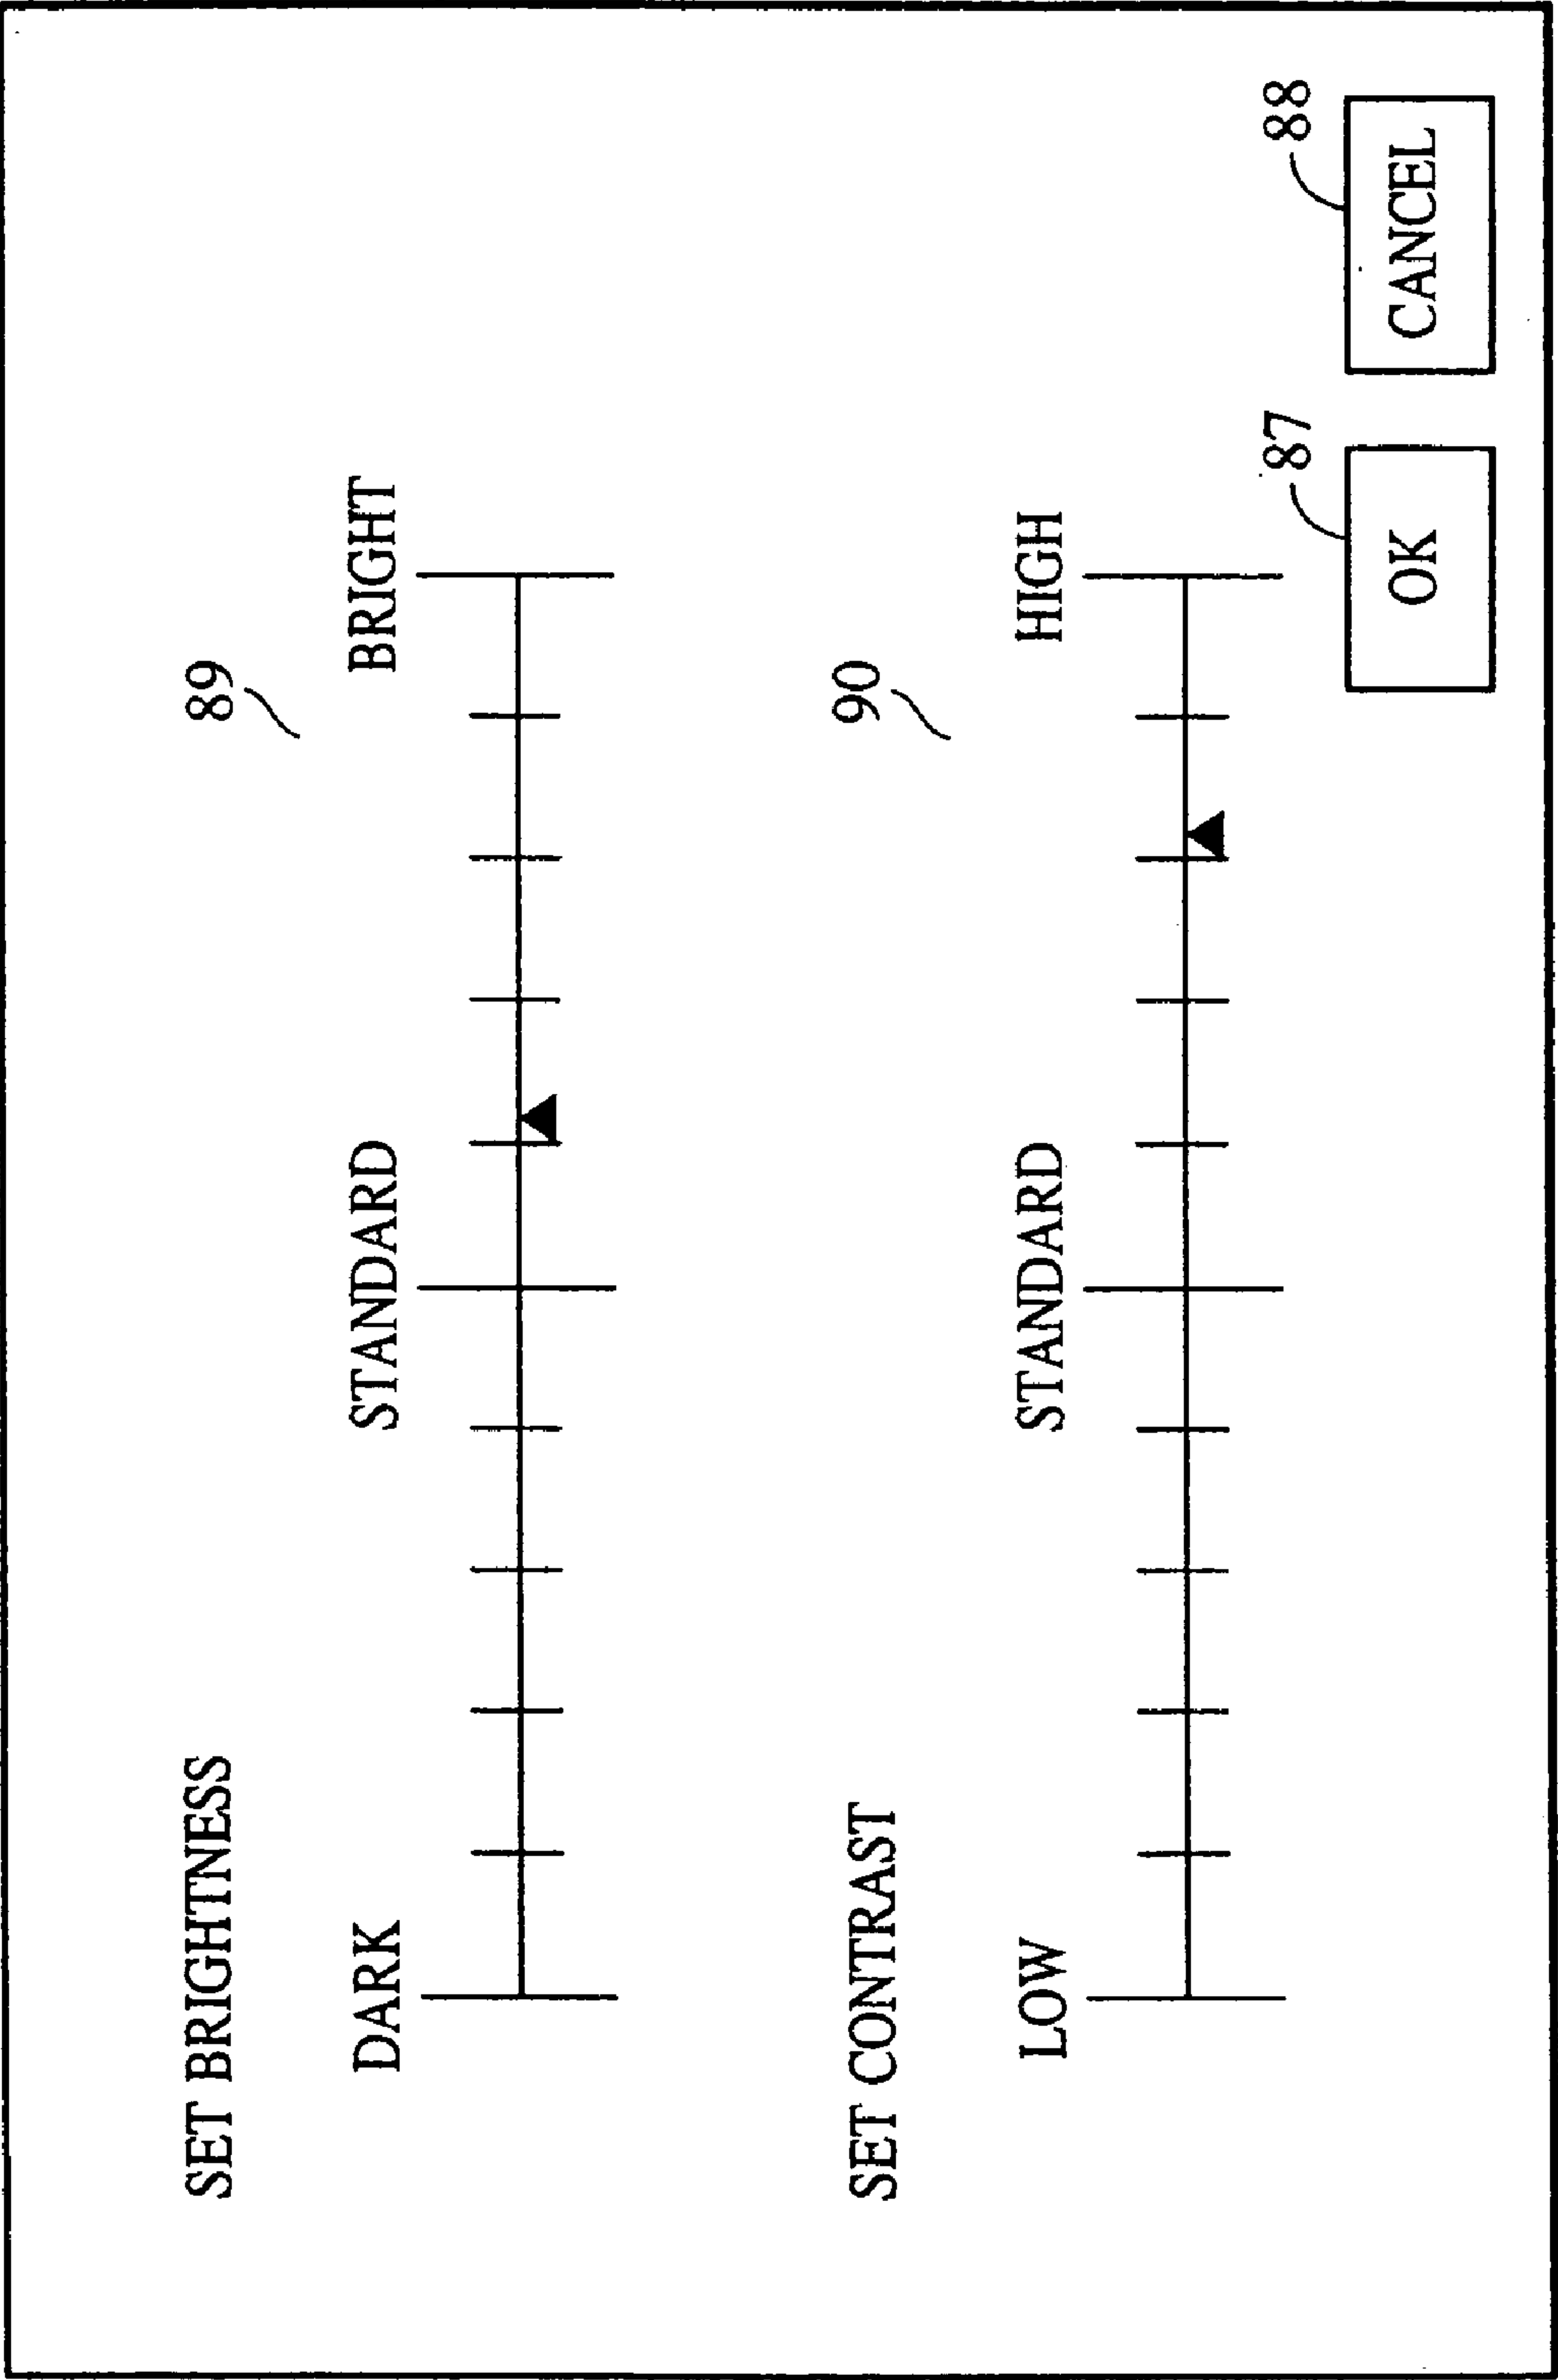 SET BRIGHTNESS
89
DARK STANDARD BRIGHT
SET CONTRAST
90
LOW STANDARD HIGH
87 88
OK CANCEL